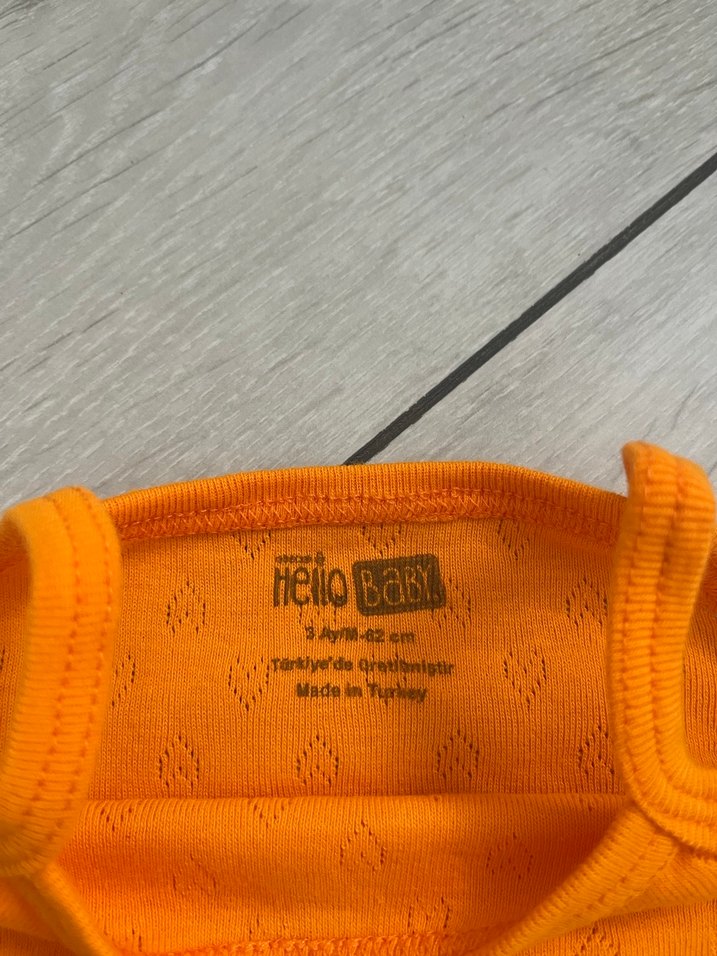 Hello BABY
3 Ay/M-62 cm
Türkiye'de Üretilmiştir
Made in Turkey